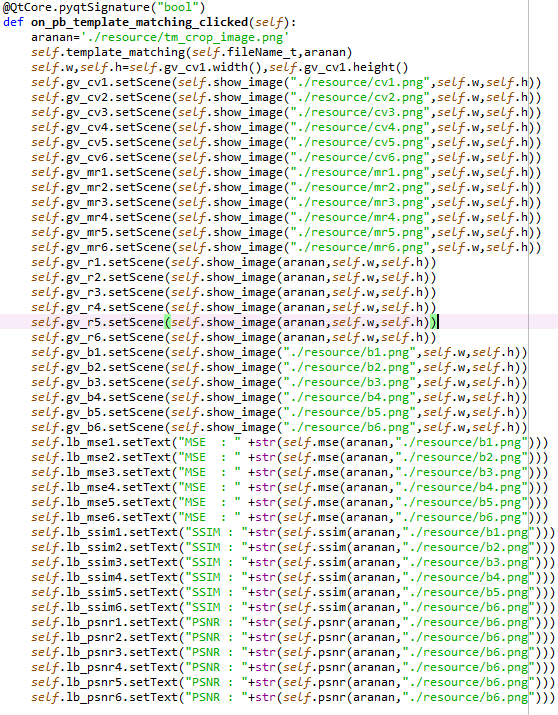 @QtCore.pyqtSignature("bool")
def on_pb_template_matching_clicked(self):
    aranan='./resource/tm_crop_image.png'
    self.template_matching(self.fileName_t,aranan)
    self.w,self.h=self.gv_cv1.width(),self.gv_cv1.height()
    self.gv_cv1.setScene(self.show_image("./resource/cv1.png",self.w,self.h))
    self.gv_cv2.setScene(self.show_image("./resource/cv2.png",self.w,self.h))
    self.gv_cv3.setScene(self.show_image("./resource/cv3.png",self.w,self.h))
    self.gv_cv4.setScene(self.show_image("./resource/cv4.png",self.w,self.h))
    self.gv_cv5.setScene(self.show_image("./resource/cv5.png",self.w,self.h))
    self.gv_cv6.setScene(self.show_image("./resource/cv6.png",self.w,self.h))
    self.gv_mr1.setScene(self.show_image("./resource/mr1.png",self.w,self.h))
    self.gv_mr2.setScene(self.show_image("./resource/mr2.png",self.w,self.h))
    self.gv_mr3.setScene(self.show_image("./resource/mr3.png",self.w,self.h))
    self.gv_mr4.setScene(self.show_image("./resource/mr4.png",self.w,self.h))
    self.gv_mr5.setScene(self.show_image("./resource/mr5.png",self.w,self.h))
    self.gv_mr6.setScene(self.show_image("./resource/mr6.png",self.w,self.h))
    self.gv_r1.setScene(self.show_image(aranan,self.w,self.h))
    self.gv_r2.setScene(self.show_image(aranan,self.w,self.h))
    self.gv_r3.setScene(self.show_image(aranan,self.w,self.h))
    self.gv_r4.setScene(self.show_image(aranan,self.w,self.h))
    self.gv_r5.setScene(self.show_image(aranan,self.w,self.h))
    self.gv_r6.setScene(self.show_image(aranan,self.w,self.h))
    self.gv_b1.setScene(self.show_image("./resource/b1.png",self.w,self.h))
    self.gv_b2.setScene(self.show_image("./resource/b2.png",self.w,self.h))
    self.gv_b3.setScene(self.show_image("./resource/b3.png",self.w,self.h))
    self.gv_b4.setScene(self.show_image("./resource/b4.png",self.w,self.h))
    self.gv_b5.setScene(self.show_image("./resource/b5.png",self.w,self.h))
    self.gv_b6.setScene(self.show_image("./resource/b6.png",self.w,self.h))
    self.lb_mse1.setText("MSE  : " +str(self.mse(aranan,"./resource/b1.png")))
    self.lb_mse2.setText("MSE  : " +str(self.mse(aranan,"./resource/b2.png")))
    self.lb_mse3.setText("MSE  : " +str(self.mse(aranan,"./resource/b3.png")))
    self.lb_mse4.setText("MSE  : " +str(self.mse(aranan,"./resource/b4.png")))
    self.lb_mse5.setText("MSE  : " +str(self.mse(aranan,"./resource/b5.png")))
    self.lb_mse6.setText("MSE  : " +str(self.mse(aranan,"./resource/b6.png")))
    self.lb_ssim1.setText("SSIM : "+str(self.ssim(aranan,"./resource/b1.png")))
    self.lb_ssim2.setText("SSIM : "+str(self.ssim(aranan,"./resource/b2.png")))
    self.lb_ssim3.setText("SSIM : "+str(self.ssim(aranan,"./resource/b3.png")))
    self.lb_ssim4.setText("SSIM : "+str(self.ssim(aranan,"./resource/b4.png")))
    self.lb_ssim5.setText("SSIM : "+str(self.ssim(aranan,"./resource/b5.png")))
    self.lb_ssim6.setText("SSIM : "+str(self.ssim(aranan,"./resource/b6.png")))
    self.lb_psnr1.setText("PSNR : "+str(self.psnr(aranan,"./resource/b6.png")))
    self.lb_psnr2.setText("PSNR : "+str(self.psnr(aranan,"./resource/b6.png")))
    self.lb_psnr3.setText("PSNR : "+str(self.psnr(aranan,"./resource/b6.png")))
    self.lb_psnr4.setText("PSNR : "+str(self.psnr(aranan,"./resource/b6.png")))
    self.lb_psnr5.setText("PSNR : "+str(self.psnr(aranan,"./resource/b6.png")))
    self.lb_psnr6.setText("PSNR : "+str(self.psnr(aranan,"./resource/b6.png")))